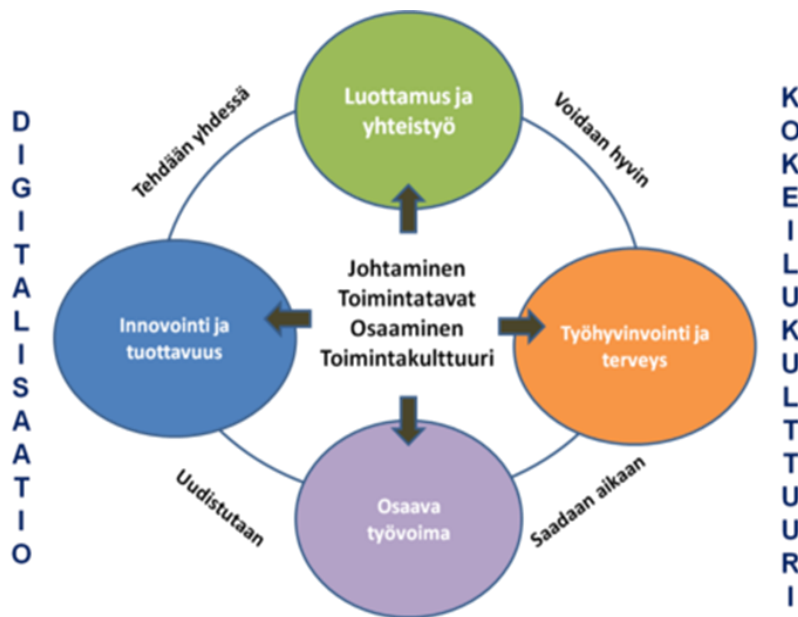 DIGITALISAATIO
Tehdään yhdessä
Luottamus ja
yhteistyö
Voidaan hyvin
Innovointi ja
tuottavuus
Johtaminen
Toimintatavat
Osaaminen
Toimintakulttuuri
Työhyvinvointi ja
terveys
Uudistutaan
Osaava
työvoima
Saadaan aikaan
KOKEILUKULTTUURI